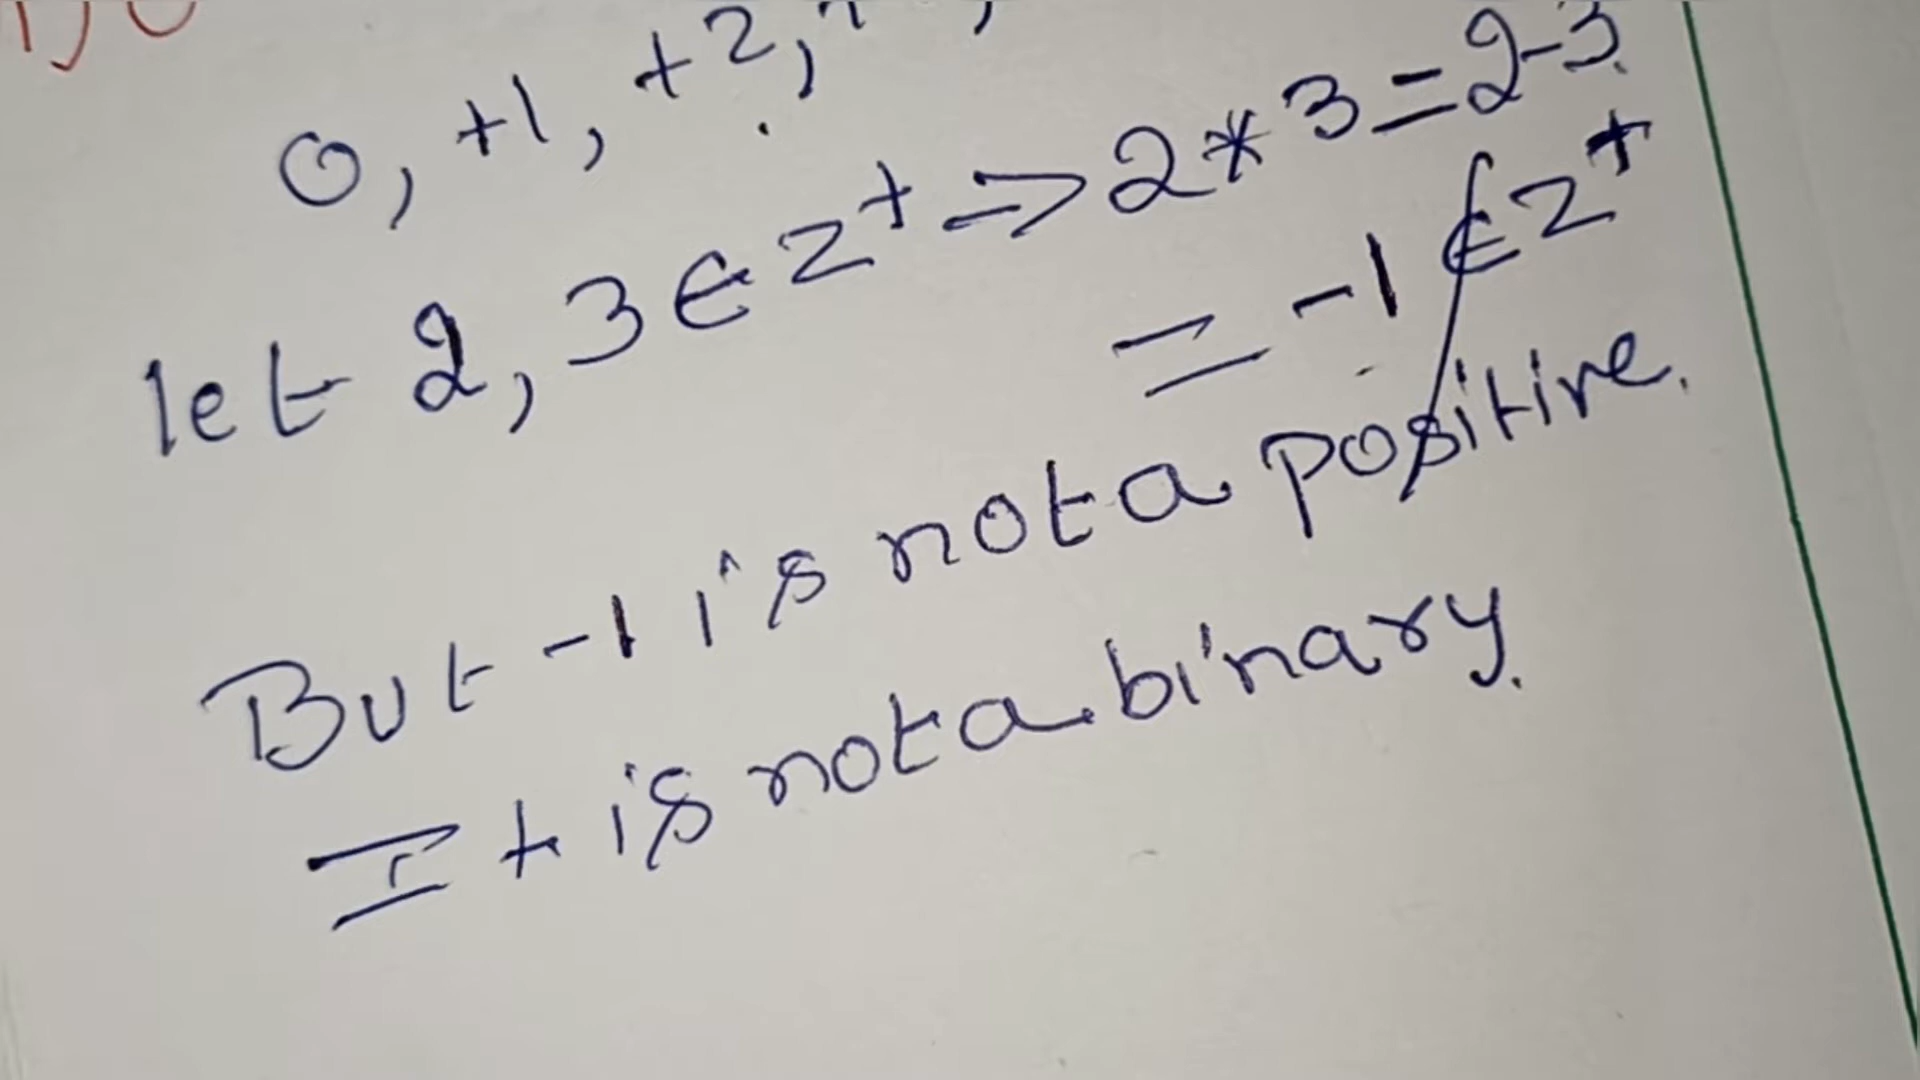 0, +1, +2,
let 2, 3 ∈ Z⁺ ⇒ 2 * 3 = 2-3
= -1 ∉ Z⁺
But -1 is not a positive.
It is not a binary.